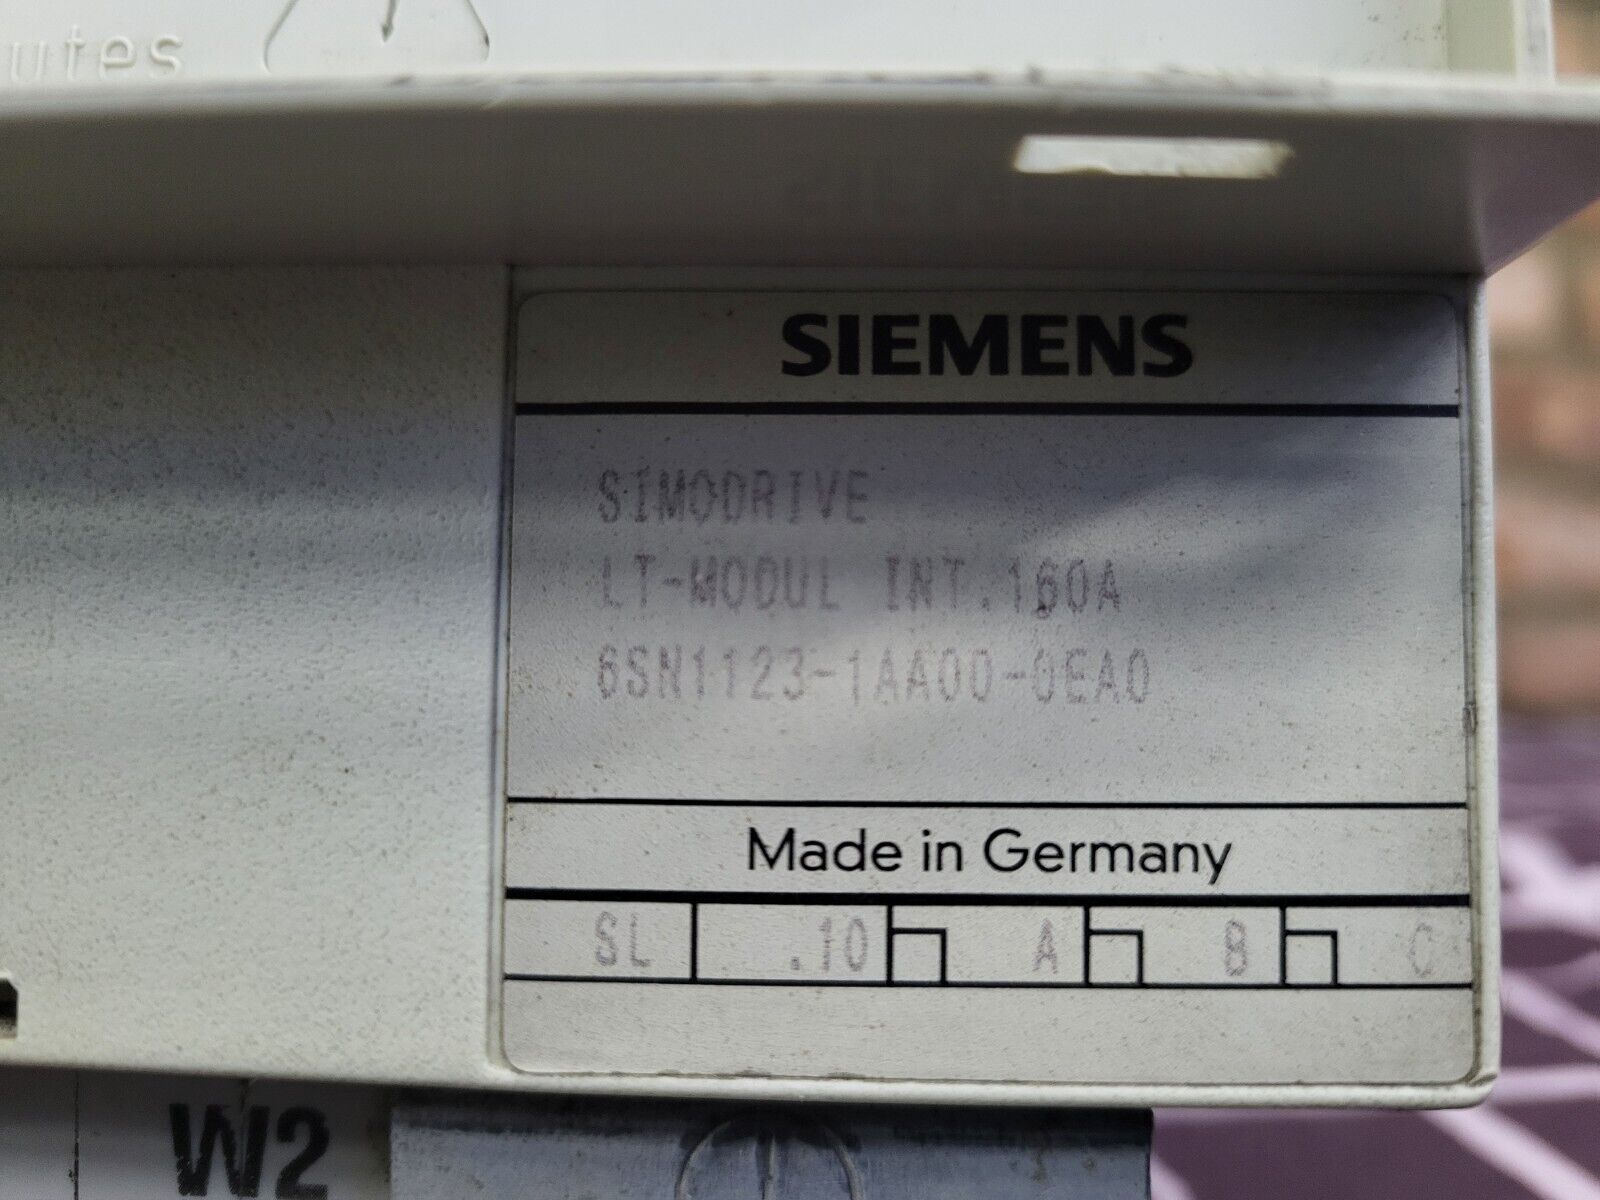 utes
SIEMENS
SIMODRIVE
LT-MODUL INT.160A
6SN1123-1AA00-0EA0
Made in Germany
SL .10 A B C
W2